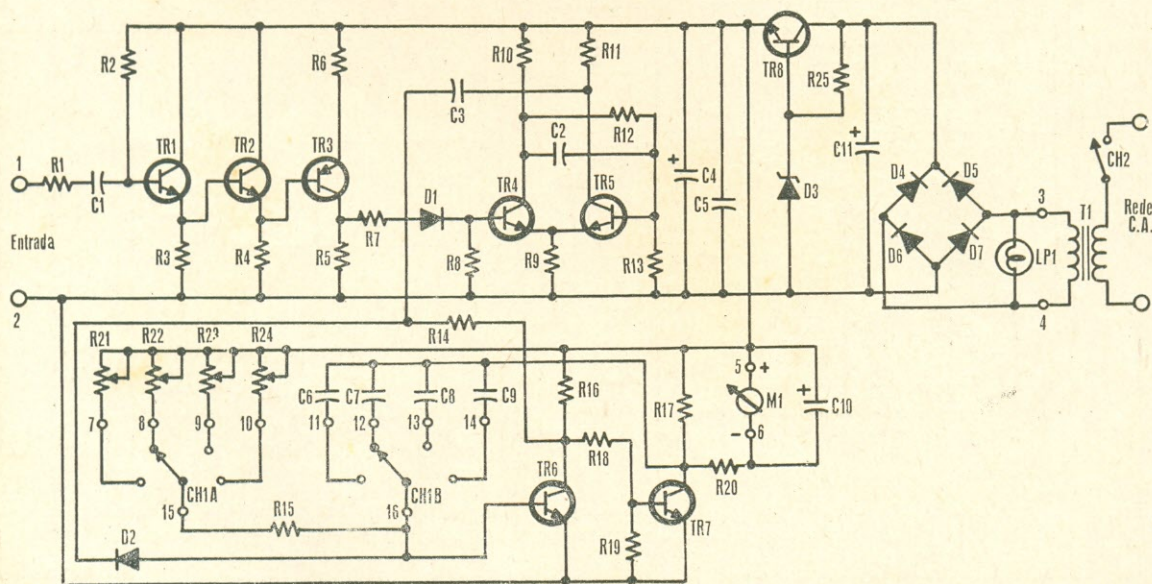 R2
R6
R10
R11
TR8
R25
C3
R12
C2
C11
CH2
1
R1
C1
TR1
TR2
TR3
D4
D5
C4
D3
D1
TR4
TR5
C5
3
T1
Rede
C.A.
Entrada
R3
R4
R5
R7
R8
R9
R13
D6
D7
LP1
2
4
R21
R22
R23
R24
R14
C6
C7
C8
C9
R16
R17
5
+
M1
C10
7
8
9
10
11
12
13
14
-
6
R18
R20
CH1A
CH1B
TR6
TR7
15
R15
16
R19
D2